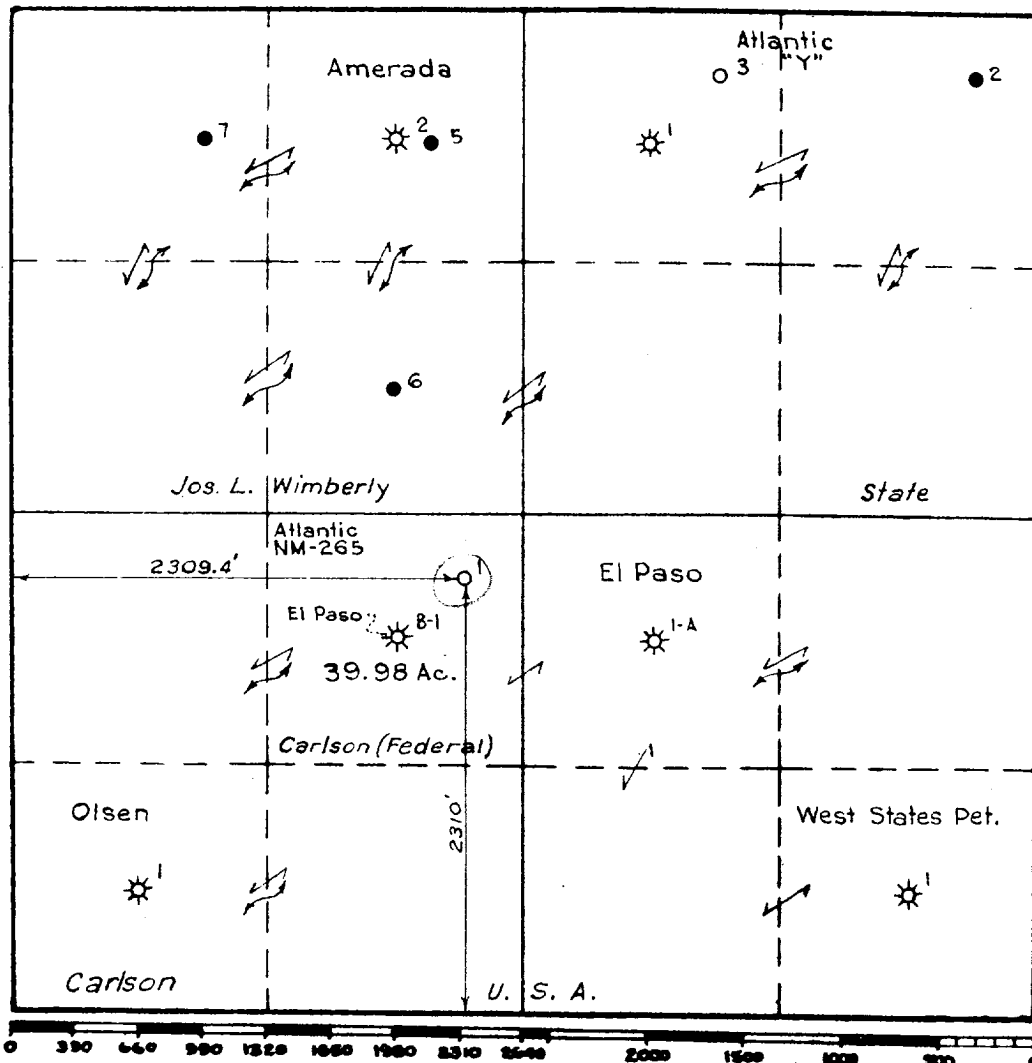 Atlantic
"Y"
Amerada
3
2
7
2
5
1
6
Jos. L. Wimberly
State
Atlantic
NM-265
2309.4'
1
El Paso
El Paso
B-1
1-A
39.98 Ac.
Carlson (Federal)
1
Olsen
2310'
West States Pet.
1
1
Carlson
U. S. A.
0 330 660 990 1320 1650 1980 2310 2640 2000 1500 1000 500